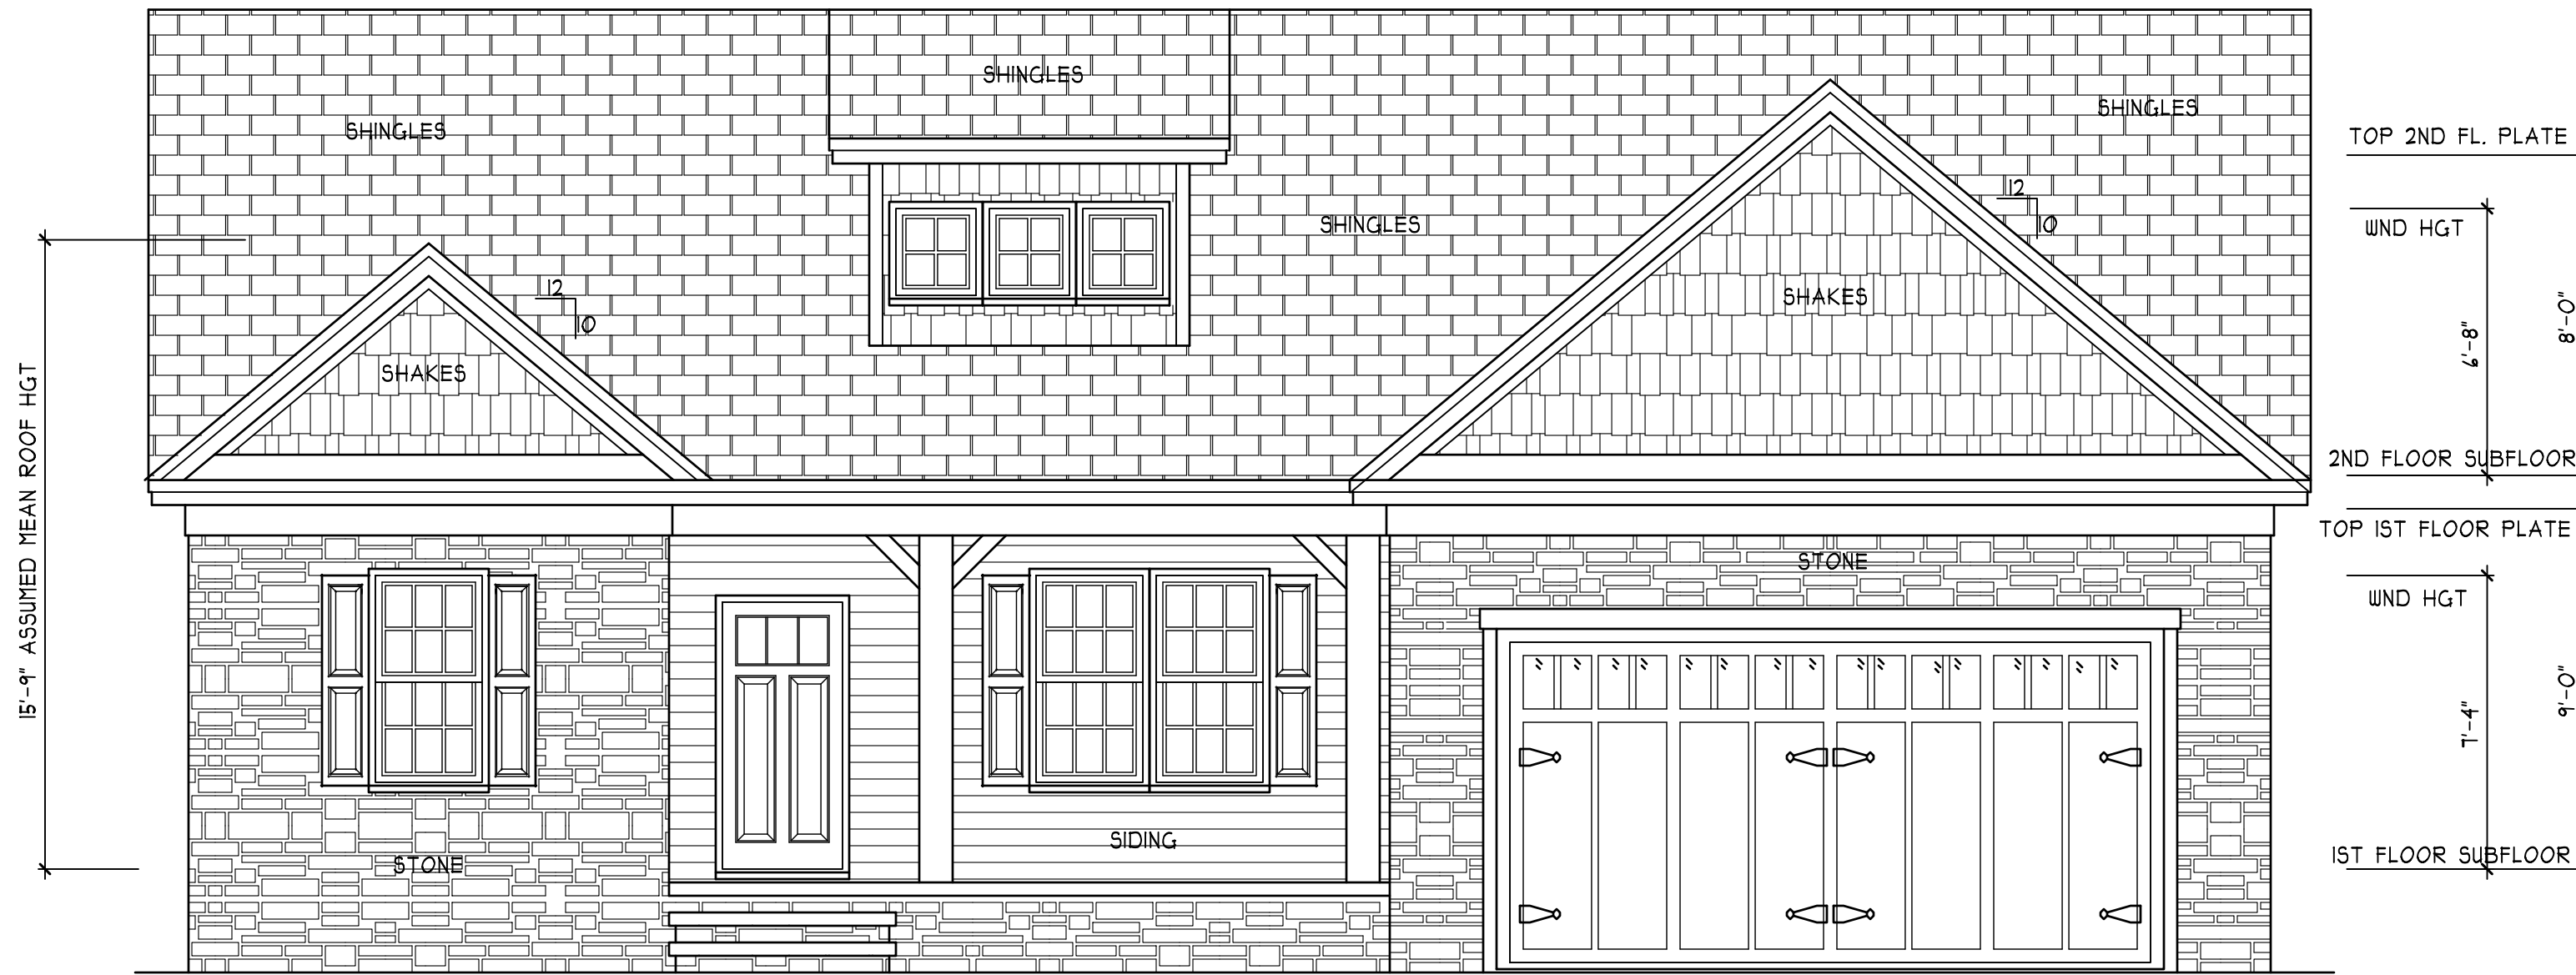 SHINGLES
SHINGLES
SHINGLES
SHINGLES
12
10
12
10
SHAKES
SHAKES
STONE
STONE
SIDING
15'-9" ASSUMED MEAN ROOF HGT
TOP 2ND FL. PLATE
WND HGT
6'-8"
8'-0"
2ND FLOOR SUBFLOOR
TOP 1ST FLOOR PLATE
WND HGT
7'-4"
9'-0"
1ST FLOOR SUBFLOOR